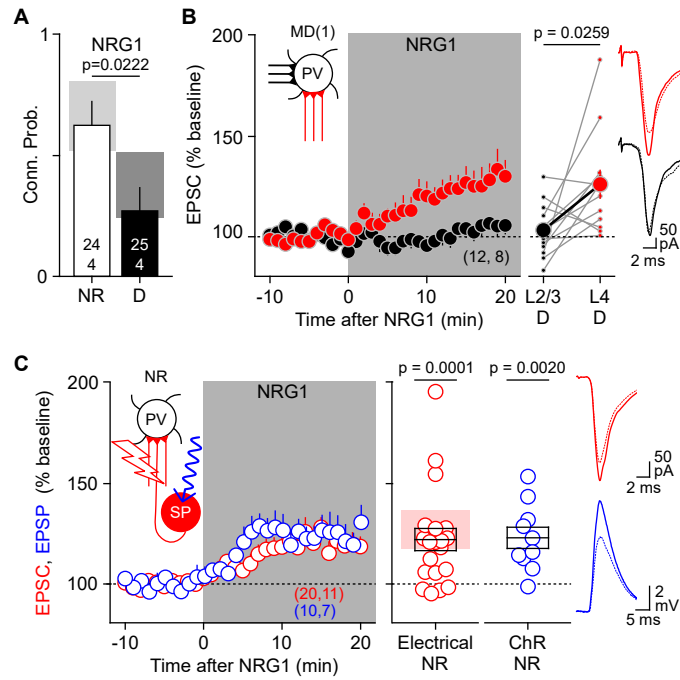 A
NRG1
p=0.0222
Conn. Prob.
1
0
24
4
25
4
NR
D
B
MD(1)
PV
NRG1
EPSC (% baseline)
200
150
100
(12, 8)
-10
0
10
20
Time after NRG1 (min)
p = 0.0259
L2/3
D
L4
D
50
pA
2 ms
C
NR
PV
SP
NRG1
EPSC, EPSP (% baseline)
200
150
100
(20,11)
(10,7)
-10
0
10
20
Time after NRG1 (min)
p = 0.0001
p = 0.0020
Electrical
NR
ChR
NR
50
pA
2 ms
2
mV
5 ms